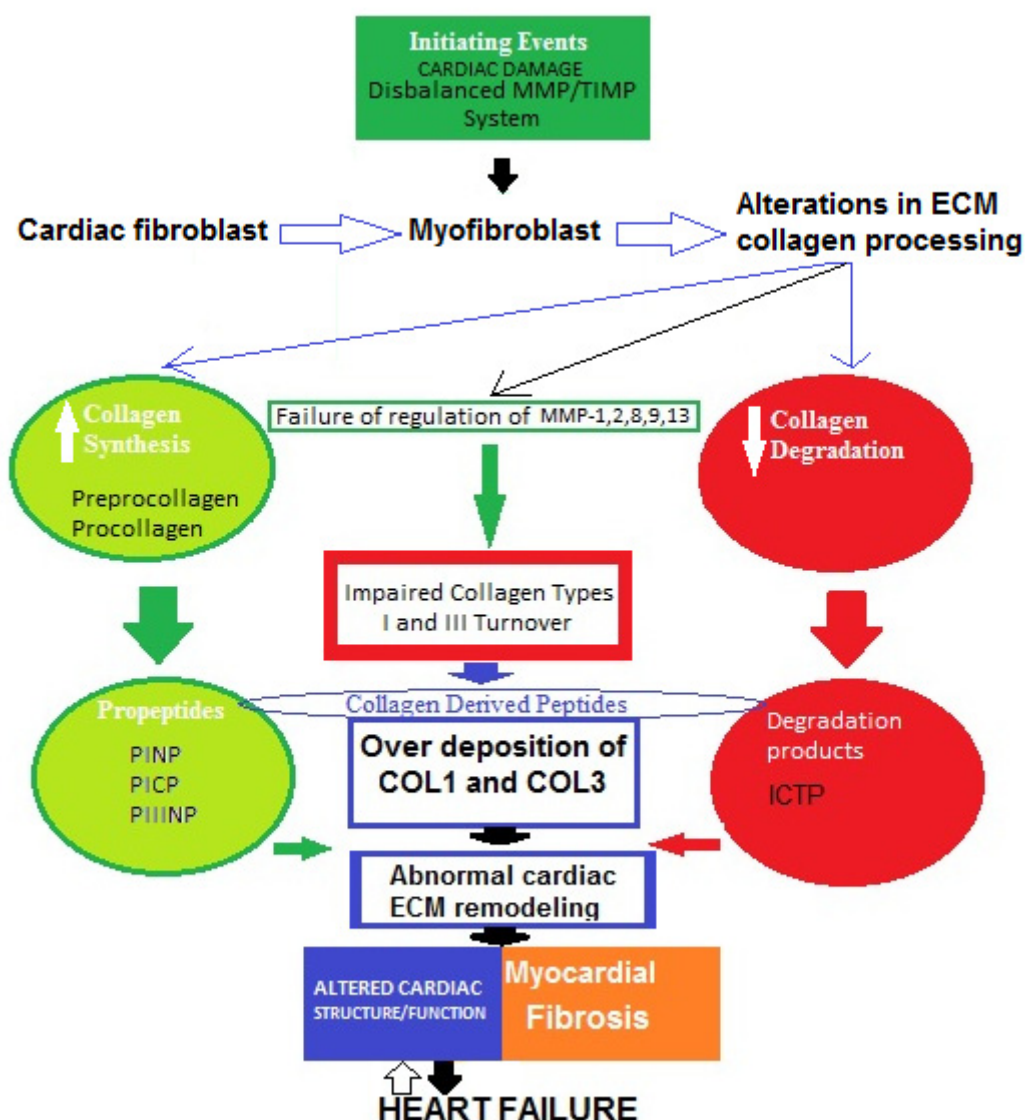 Initiating Events
CARDIAC DAMAGE
Disbalanced MMP/TIMP
System
Cardiac fibroblast
Myofibroblast
Alterations in ECM
collagen processing
Collagen
Synthesis
Preprocollagen
Procollagen
Failure of regulation of MMP-1,2,8,9,13
Collagen
Degradation
Impaired Collagen Types
I and III Turnover
Propeptides
PINP
PICP
PIIINP
Collagen Derived Peptides
Over deposition of
COL1 and COL3
Degradation
products
ICTP
Abnormal cardiac
ECM remodeling
ALTERED CARDIAC
STRUCTURE/FUNCTION
Myocardial
Fibrosis
HEART FAILURE